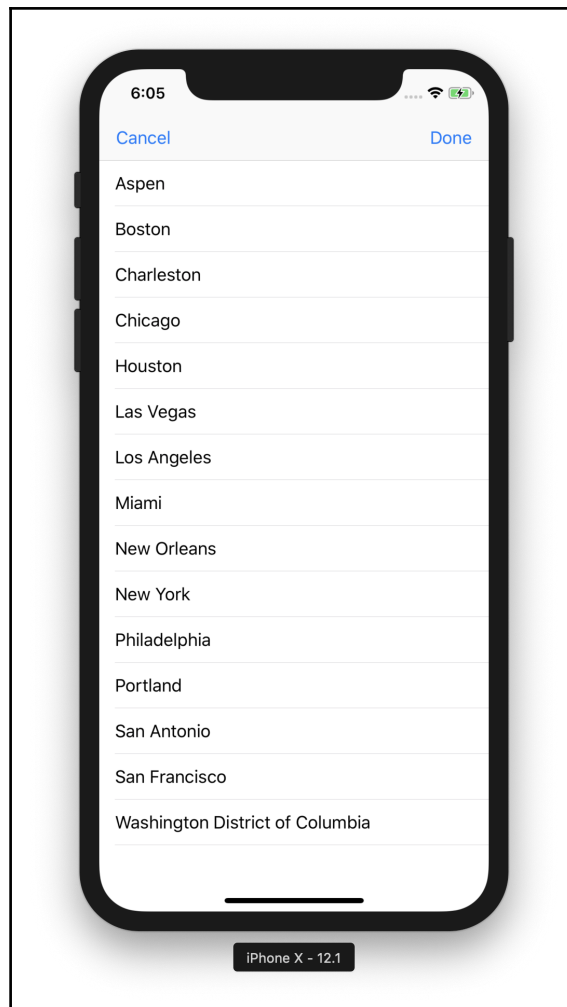 6:05
Cancel Done
Aspen
Boston
Charleston
Chicago
Houston
Las Vegas
Los Angeles
Miami
New Orleans
New York
Philadelphia
Portland
San Antonio
San Francisco
Washington District of Columbia
iPhone X - 12.1